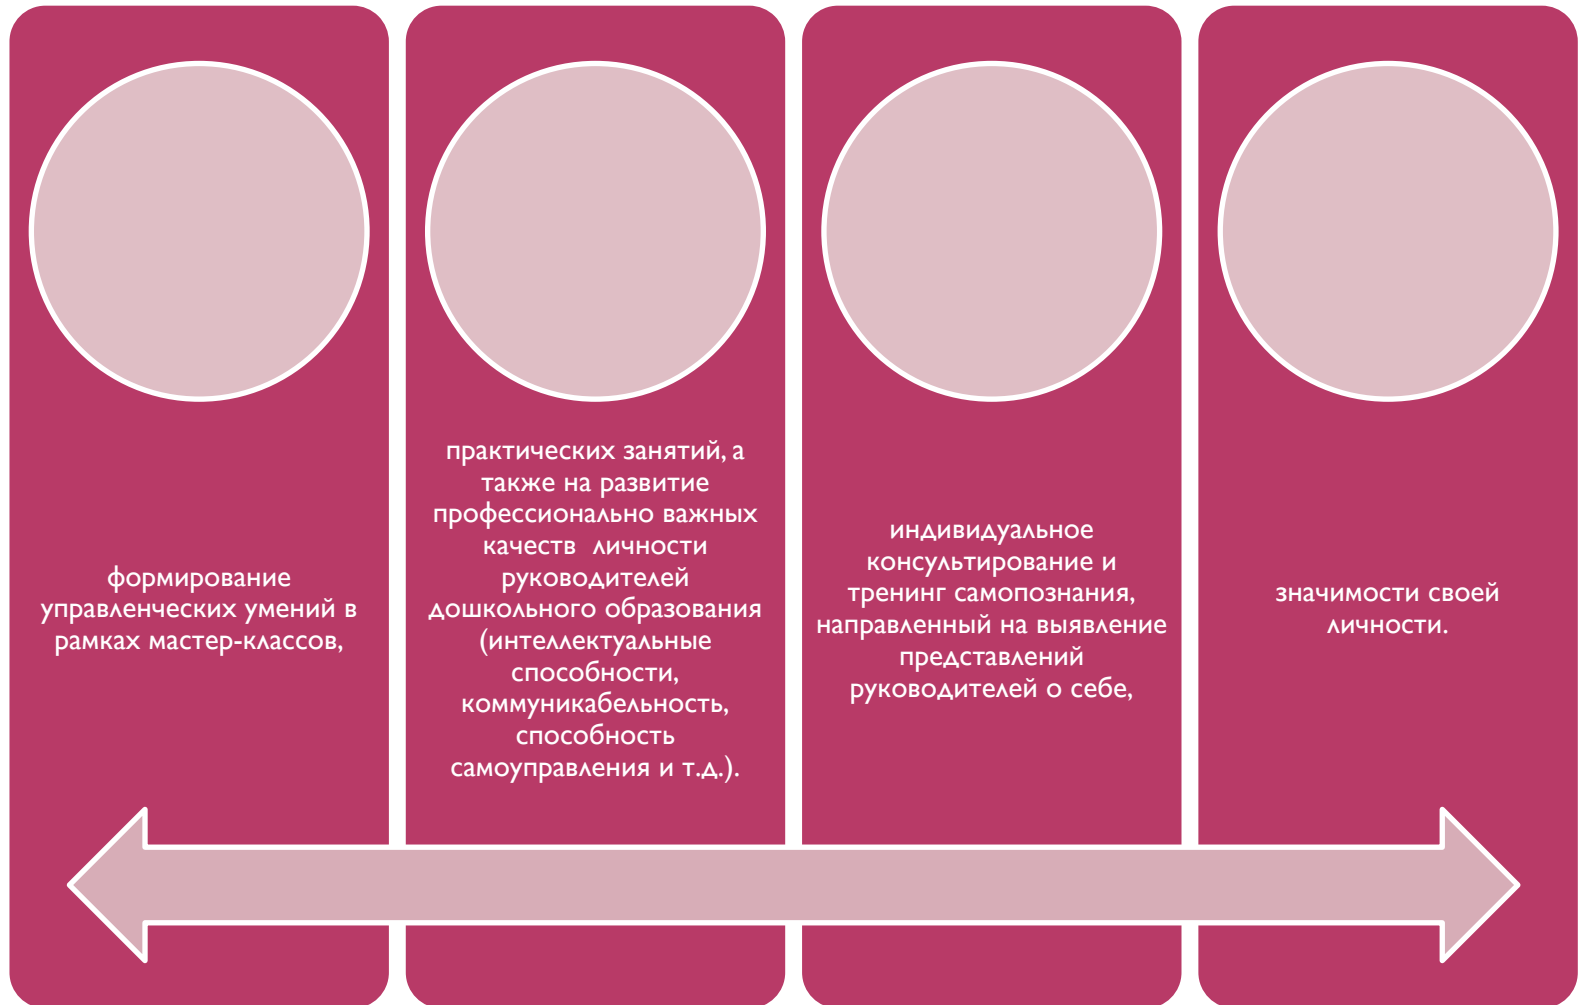 формирование
управленческих умений в
рамках мастер-классов,
практических занятий, а
также на развитие
профессионально важных
качеств  личности
руководителей
дошкольного образования
(интеллектуальные
способности,
коммуникабельность,
способность
самоуправления и т.д.).
индивидуальное
консультирование и
тренинг самопознания,
направленный на выявление
представлений
руководителей о себе,
значимости своей
личности.